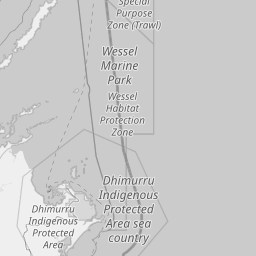 Special
Purpose
Zone (Trawl)
Wessel
Marine
Park
Wessel
Habitat
Protection
Zone
Dhimurru
Indigenous
Protected
Area sea
country
Dhimurru
Indigenous
Protected
Area